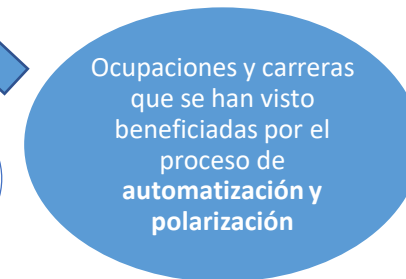 Ocupaciones y carreras
que se han visto
beneficiadas por el
proceso de
automatización y
polarización